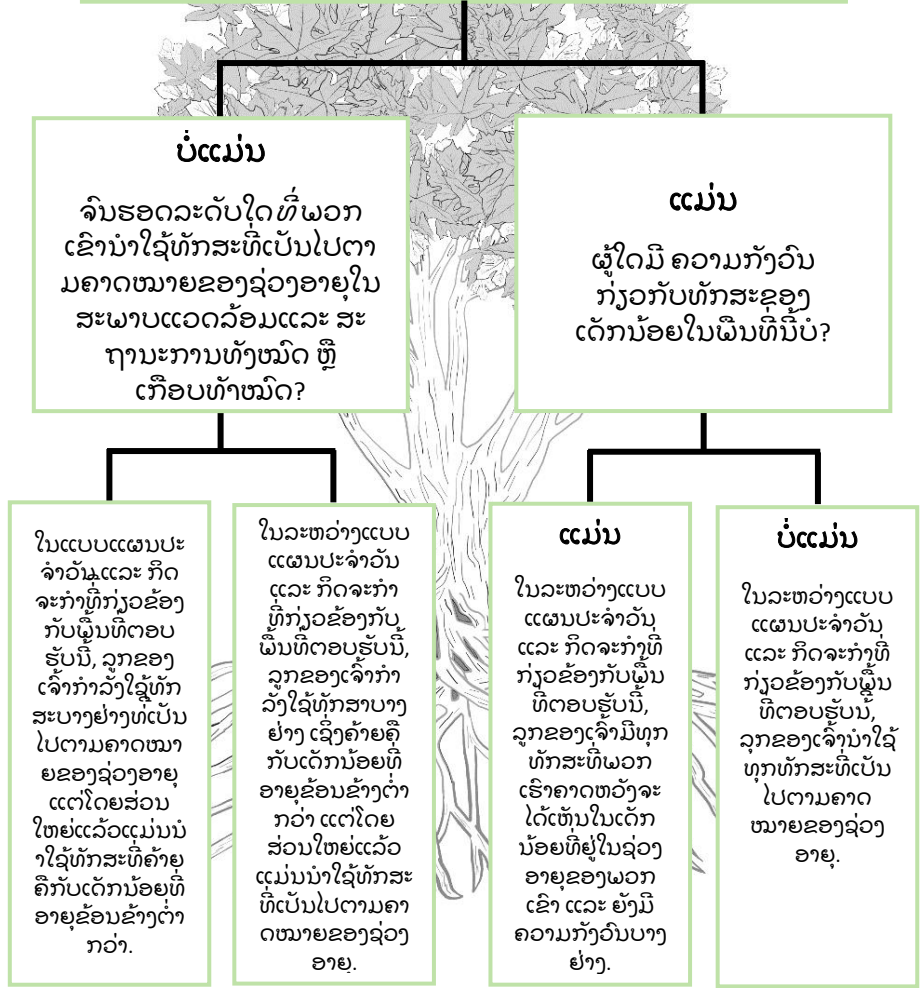 ບໍ່ແມ່ນ
ຈົນຮອດລະດັບໃດ ທີ່ ພວກ
ເຂົານໍາໃຊ້ທັກສະທີ່ເປັນໄປຕາ
ມຄາດໝາຍຂອງຊ່ວງອາຍຸໃນ
ສະພາບແວດລ້ອມແລະ ສະ
ຖານະການທັງໝົດ ຫຼື
ເກືອບທັາໝົດ?
ແມ່ນ
ຜູ້ໃດມີ ຄວາມກັງວົນ
ກ່ຽວກັບທັກສະຂອງ
ເດັກນ້ອຍໃນພືນທີ່ນີ້ບໍ?
ໃນແບບແຜນປະ
ຈໍາວັນແລະ ກິດ
ຈະກໍາທີ່ກ່ຽວຂ້ອງ
ກັບພື້ນທີ່ຕອບ
ຮັບນີ້, ລູກຂອງ
ເຈົ້າກໍາລັງໃຊ້ທັກ
ສະບາງຢ່າງທ່ີເປັນ
ໄປຕາມຄາດໝາ
ຍຂອງຊ່ວງອາຍຸ
ແຕ່ໂດຍສ່ວນ
ໃຫຍ່ແລ້ວແມ່ນນໍ
າໃຊ້ທັກສະທີ່ຄ້າຍ
ຄືກັບເດັກນ້ອຍທີ່
ອາຍຸຂ້ອນຂ້າງຕໍ່າ
ກວ່າ.
ໃນລະຫວ່າງແບບ
ແຜນປະຈໍາວັນ
ແລະ ກິດຈະກໍາ
ທີ່ກ່ຽວຂ້ອງກັບ
ພື້ນທີ່ຕອບຮັບນີ້,
ລູກຂອງເຈົ້າກໍາ
ລັງໃຊ້ທັກສາບາງ
ຢ່າງ ເຊິ່ງຄ້າຍຄື
ກັບເດັກນ້ອຍທີ່
ອາຍຸຂ້ອນຂ້າງຕໍ່າ
ກວ່າ ແຕ່ໂດຍ
ສ່ວນໃຫຍ່ແລ້ວ
ແມ່ນນໍາໃຊ້ທັກສະ
ທີ່ເປັນໄປຕາມຄາ
ດໝາຍຂອງຊ່ວງ
ອາຍຸ.
ແມ່ນ
ໃນລະຫວ່າງແບບ
ແຜນປະຈໍາວັນ
ແລະ ກິດຈະກໍາທີ່
ກ່ຽວຂ້ອງກັບພື້ນ
ທີ່ຕອບຮັບນີ້,
ລູກຂອງເຈົ້າມີທຸກ
ທັກສະທີ່ພວກ
ເຮົາຄາດຫວັງຈະ
ໄດ້ເຫັນໃນເດັກ
ນ້ອຍທີ່ຢູ່ໃນຊ່ວງ
ອາຍຸຂອງພວກ
ເຂົາ ແລະ ຍັງມີ
ຄວາມກັງວົນບາງ
ຢ່າງ.
ບໍ່ແມ່ນ
ໃນລະຫວ່າງແບບ
ແຜນປະຈໍາວັນ
ແລະ ກິດຈະກໍາທີ່
ກ່ຽວຂ້ອງກັບພື້ນ
ທີ່ຕອບຮັບນີ້,
ລຸກຂອງເຈົ້ານໍາໃຊ້
ທຸກທັກສະທີ່ເປັນ
ໄປຕາມຄາດ
ໝາຍຂອງຊ່ວງ
ອາຍຸ.